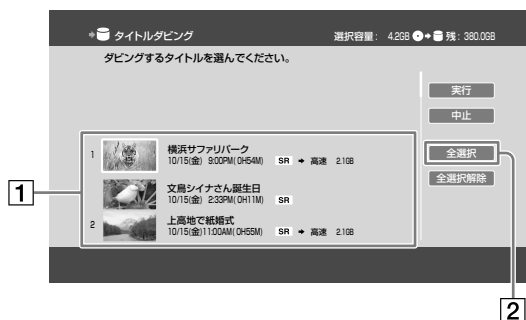 タイトルダビング
選択容量： 4.2GB 残：380.0GB
ダビングするタイトルを選んでください。
実行
中止
全選択
全選択解除
1 横浜サファリパーク
10/15(金) 9:00PM(0H54M) SR 高速 2.1GB
文鳥シイナさん誕生日
10/15(金) 2:33PM(0H11M) SR
2 上高地で紙婚式
10/15(金)11:00AM(0H55M) SR 高速 2.1GB
1
2